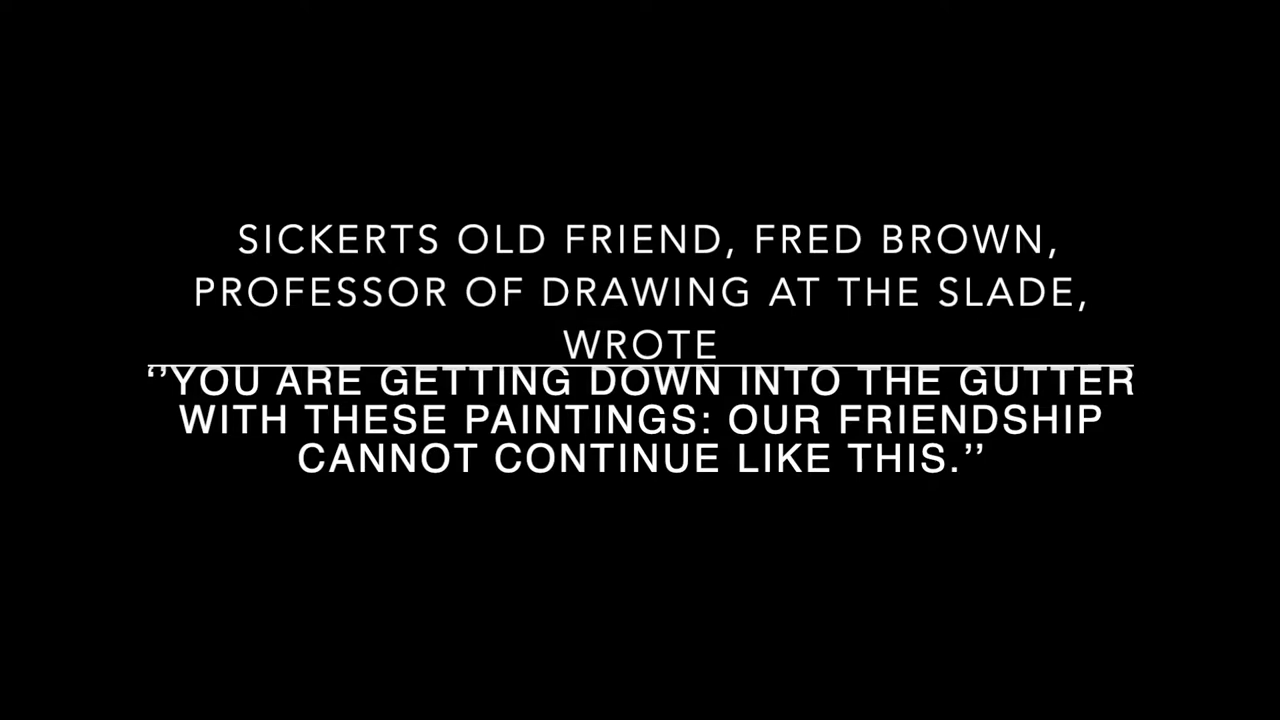 SICKERTS OLD FRIEND, FRED BROWN,
PROFESSOR OF DRAWING AT THE SLADE,
WROTE
‘’YOU ARE GETTING DOWN INTO THE GUTTER
WITH THESE PAINTINGS: OUR FRIENDSHIP
CANNOT CONTINUE LIKE THIS.’’